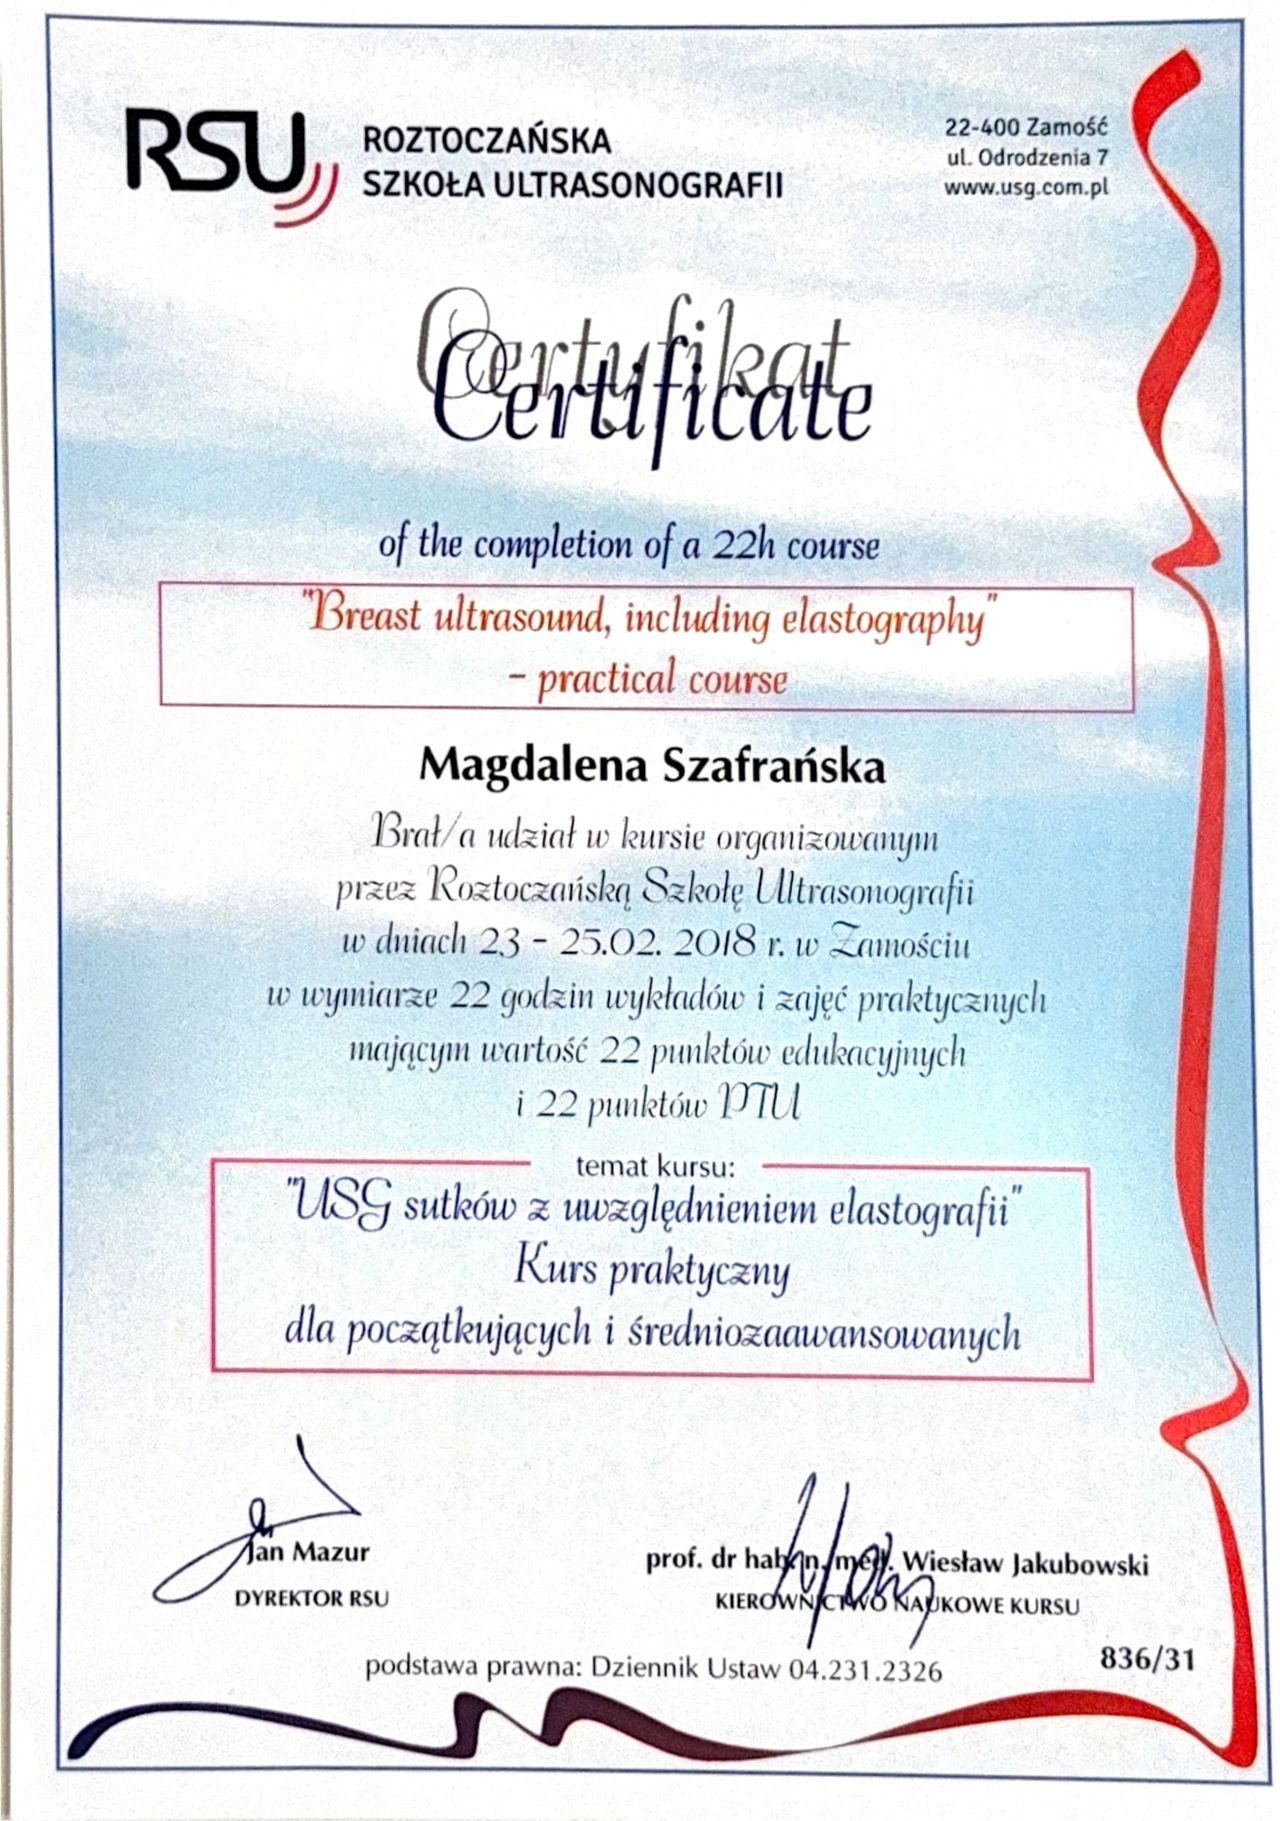 RSU
ROZTOCZAŃSKA
SZKOŁA ULTRASONOGRAFII
22-400 Zamość
ul. Odrodzenia 7
www.usg.com.pl
Certyfikat
Certificate
of the completion of a 22h course
"Breast ultrasound, including elastography"
- practical course
Magdalena Szafrańska
Brał/a udział w kursie organizowanym
przez Roztoczańską Szkołę Ultrasonografii
w dniach 23 - 25.02. 2018 r. w Zamościu
w wymiarze 22 godzin wykładów i zajęć praktycznych
mającym wartość 22 punktów edukacyjnych
i 22 punktów PTU
temat kursu:
"USG sutków z uwzględnieniem elastografii"
Kurs praktyczny
dla początkujących i średniozaawansowanych
Jan Mazur
DYREKTOR RSU
prof. dr hab. n. med. Wiesław Jakubowski
KIEROWNICTWO NAUKOWE KURSU
podstawa prawna: Dziennik Ustaw 04.231.2326
836/31